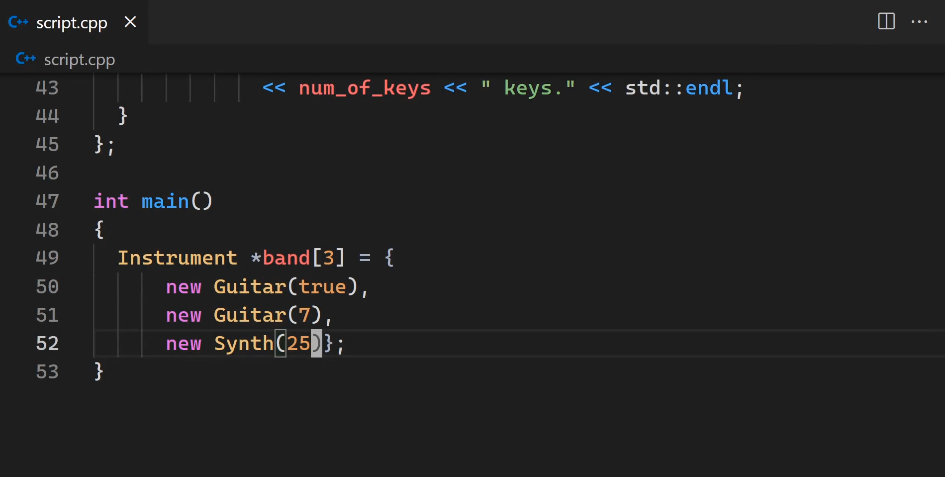 C++ script.cpp ×
C++ script.cpp
43 << num_of_keys << " keys." << std::endl;
44 }
45 };
46
47 int main()
48 {
49 Instrument *band[3] = {
50 new Guitar(true),
51 new Guitar(7),
52 new Synth(25)};
53 }